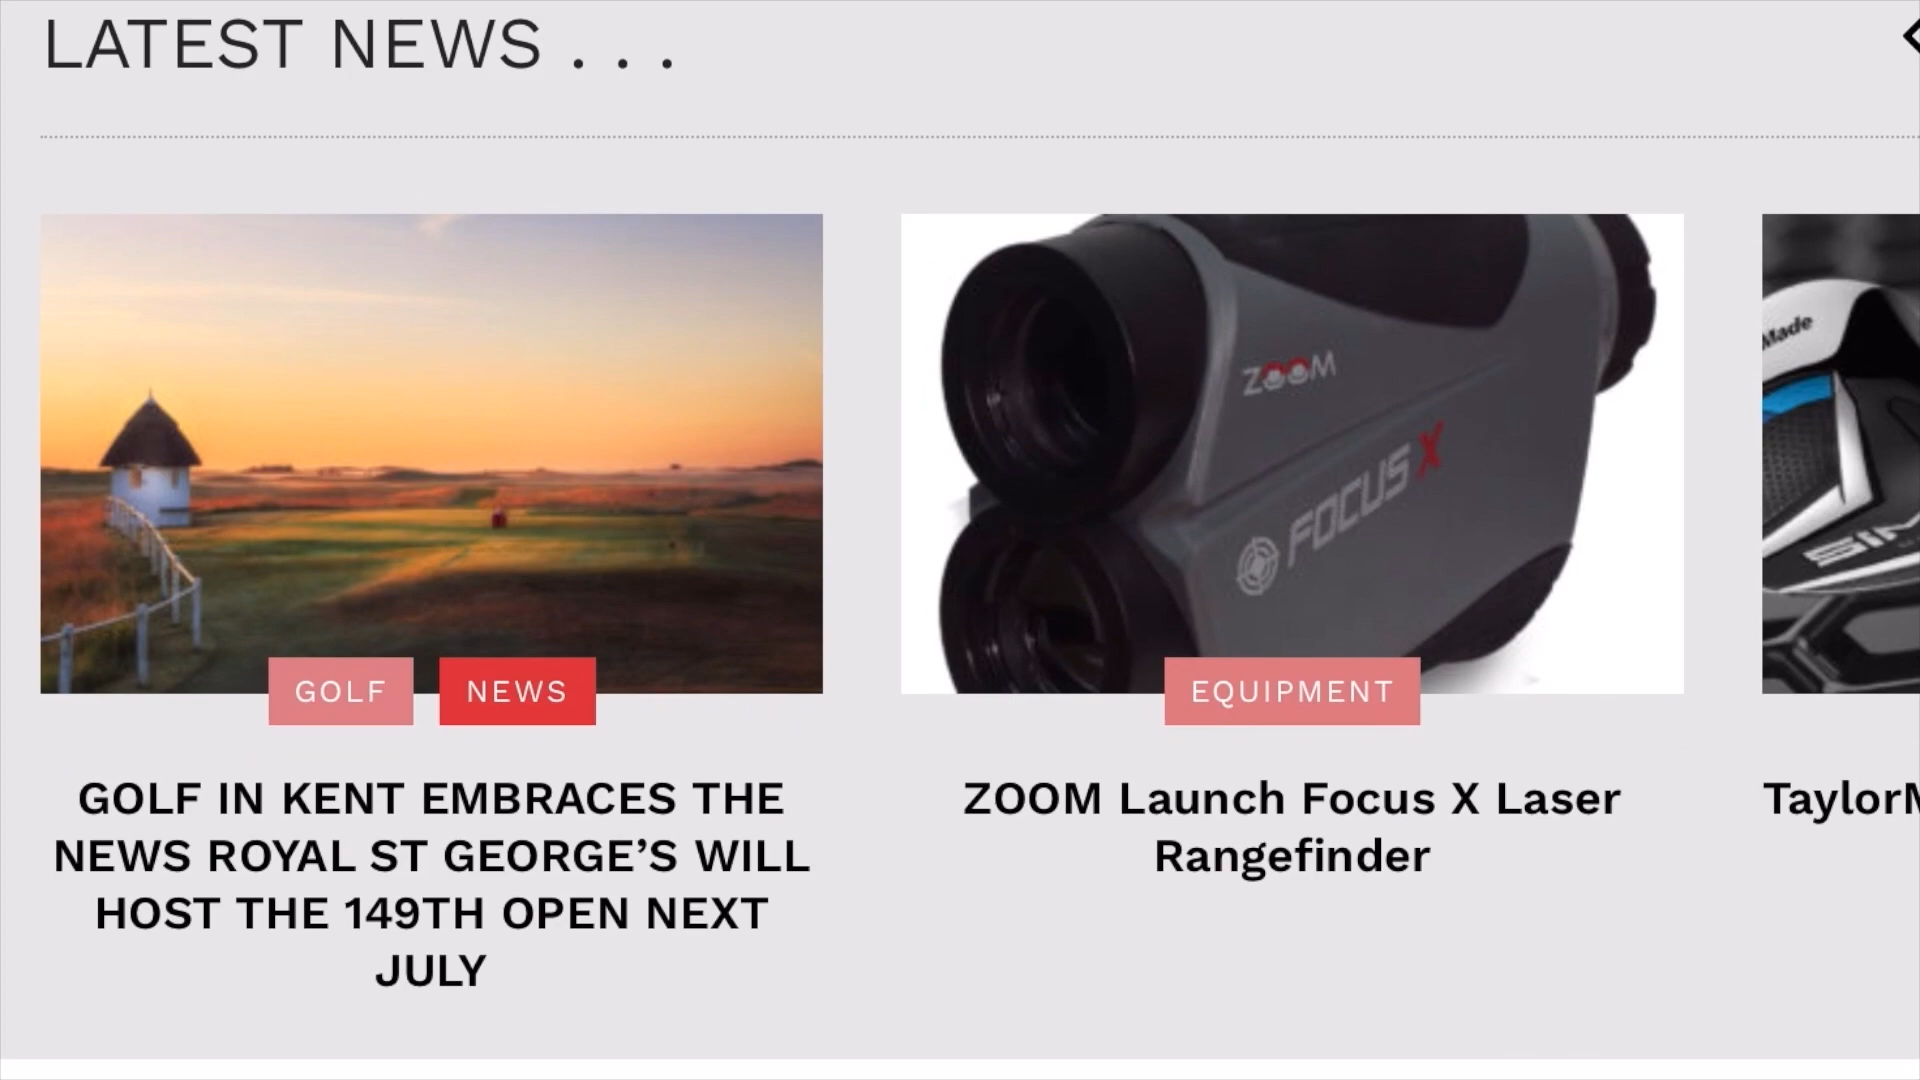 LATEST NEWS . . .
ZOOM
FOCUS X
Made
GOLF
NEWS
EQUIPMENT
GOLF IN KENT EMBRACES THE
NEWS ROYAL ST GEORGE’S WILL
HOST THE 149TH OPEN NEXT
JULY
ZOOM Launch Focus X Laser
Rangefinder